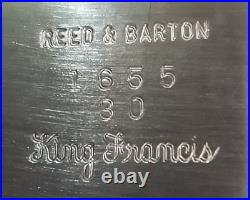 REED & BARTON
1655
30
King Francis